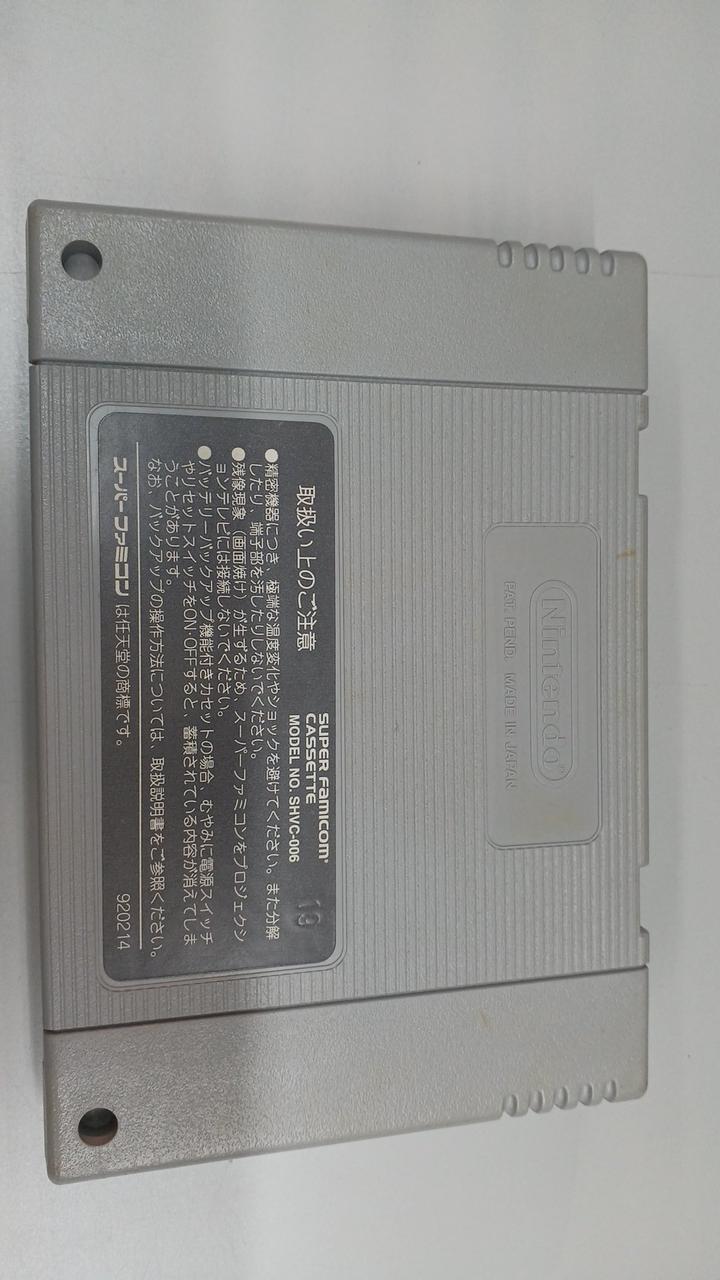 Nintendo®
PAT. PEND. MADE IN JAPAN
SUPER FAMICOM®
CASSETTE
MODEL NO. SHVC-006
19
取扱い上のご注意
●精密機器につき、極端な温度変化やショックを避けてください。また分解
したり、端子部を汚したりしないでください。
●残像現象(画面焼け)が生ずるため、スーパーファミコンをプロジェクシ
ョンテレビには接続しないでください。
●バッテリーバックアップ機能付きカセットの場合、むやみに電源スイッチ
やリセットスイッチをON・OFFすると、蓄積されている内容が消えてしま
うことがあります。
なお、バックアップの操作方法については、取扱説明書をご参照ください。
スーパーファミコンは任天堂の商標です。
920214